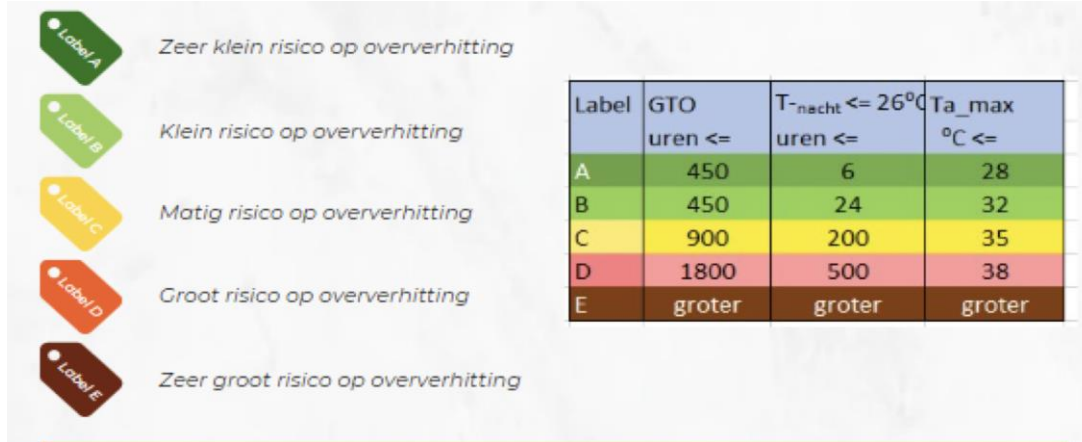 Label A
Zeer klein risico op oververhitting
Label B
Klein risico op oververhitting
Label C
Matig risico op oververhitting
Label D
Groot risico op oververhitting
Label E
Zeer groot risico op oververhitting
Label GTO T-nacht <= 26°C Ta_max
uren <= uren <= °C <=
A 450 6 28
B 450 24 32
C 900 200 35
D 1800 500 38
E groter groter groter